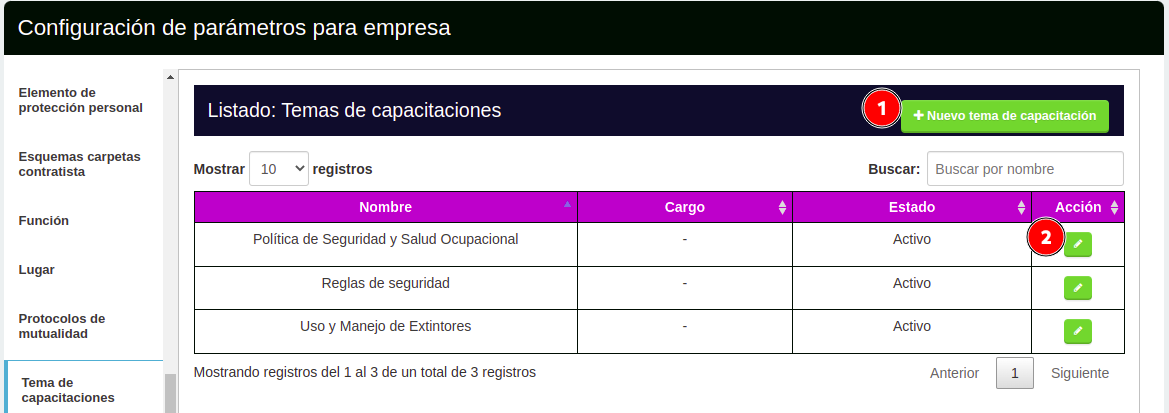 Configuración de parámetros para empresa
Elemento de
protección personal
Esquemas carpetas
contratista
Función
Lugar
Protocolos de
mutualidad
Tema de
capacitaciones
Listado: Temas de capacitaciones
1
+ Nuevo tema de capacitación
Mostrar 10 registros
Buscar: Buscar por nombre
Nombre Cargo Estado Acción
Política de Seguridad y Salud Ocupacional - Activo
2
Reglas de seguridad - Activo
Uso y Manejo de Extintores - Activo
Mostrando registros del 1 al 3 de un total de 3 registros
Anterior 1 Siguiente